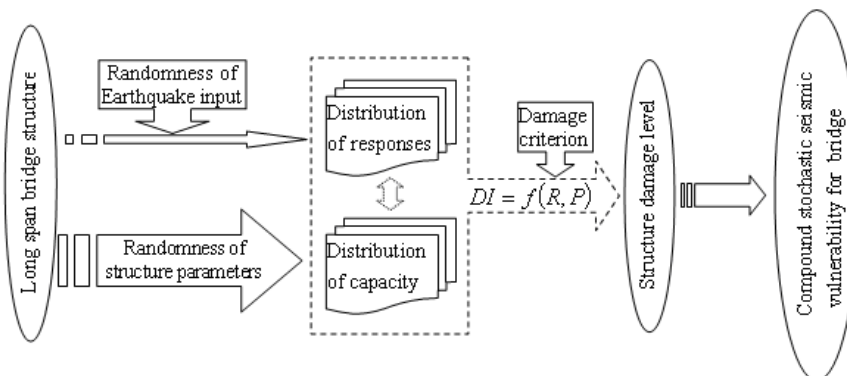 Long span bridge structure
Randomness of
Earthquake input
Randomness of
structure parameters
Distribution
of responses
Distribution
of capacity
Damage
criterion
DI = f(R, P)
Structure damage level
Compound stochastic seismic
vulnerability for bridge